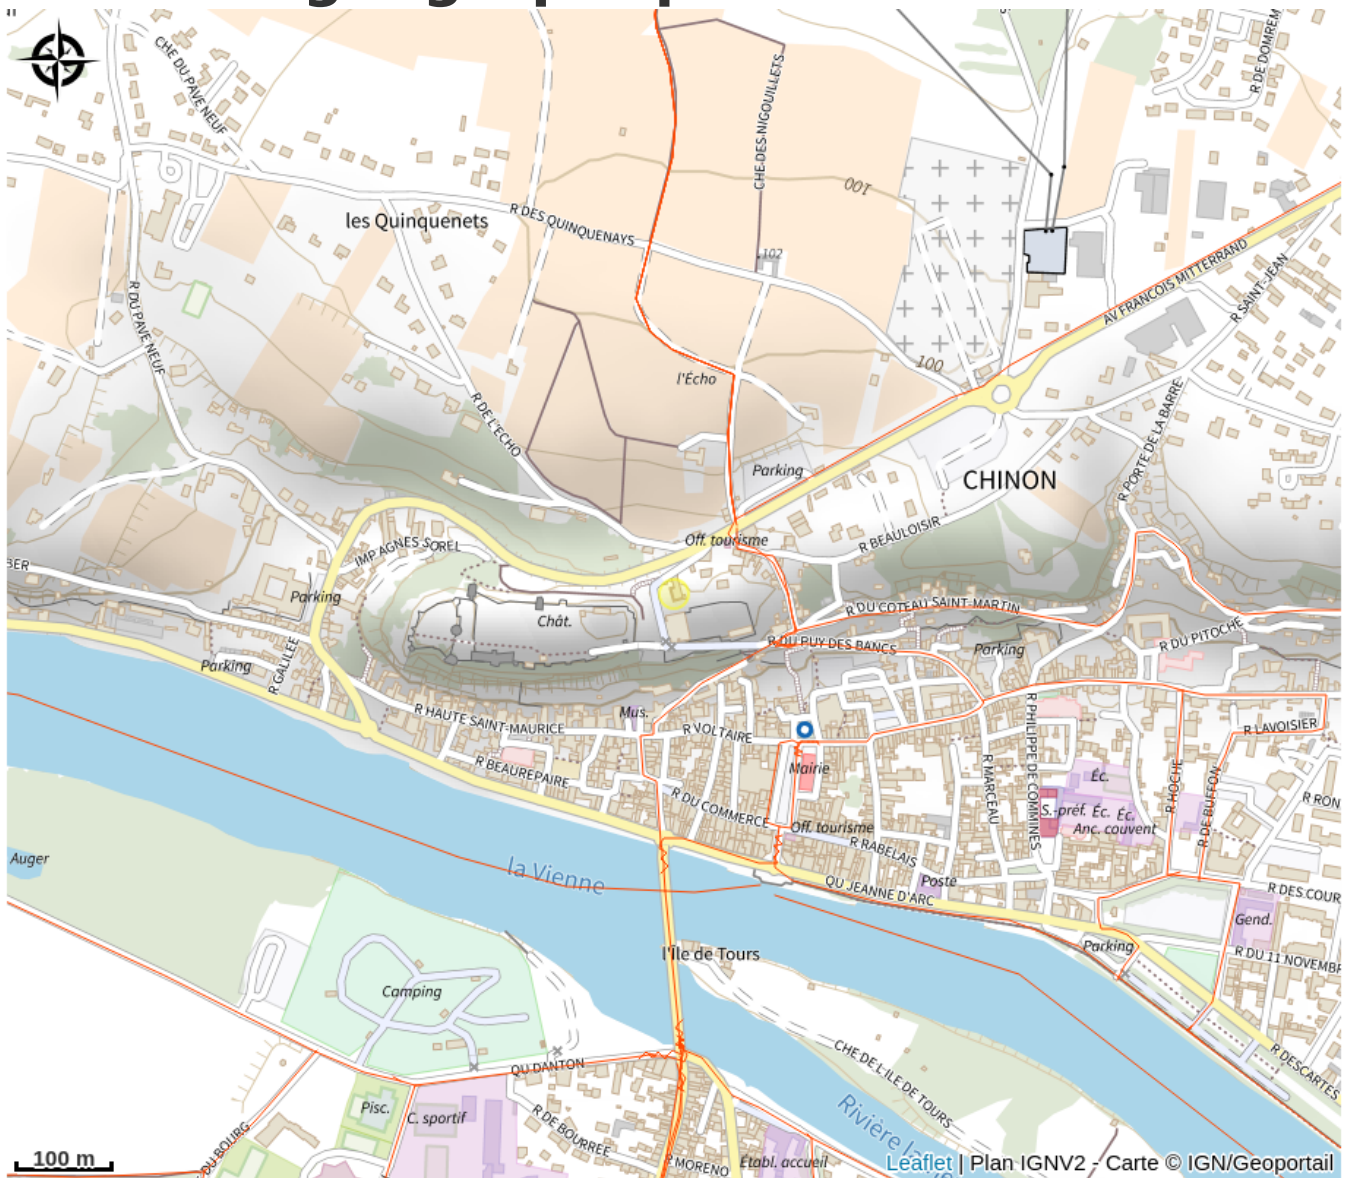 CHE DU PAVE NEUF
CHE DES NIGOUILLETS
R DE DOMREM
les Quinquenets
R DES QUINQUENAYS
100
102
AV FRANCOIS MITTERRAND
R SAINT-JEAN
R DU PAVE NEUF
l'Écho
100
R DE L'ECHO
R PORTE DE LA BARRE
Parking
CHINON
Off. tourisme
R BEAULOISIR
IMP AGNES SOREL
BER
Parking
Chât.
R DU COTEAU SAINT-MARTIN
R DU PUY DES BANCS
R DU PITOCHE
Parking
Parking
R GALILEE
R HAUTE SAINT-MAURICE
Mus.
R VOLTAIRE
R PHILIPPE DE COMMINES
R LAVOISIER
R BEAUREPAIRE
Mairie
R MARCEAU
Éc.
R HOCHE
R DE BUFFON
R RON
R DU COMMERCE
S.-préf.
Éc.
Éc.
Anc. couvent
Off. tourisme
R RABELAIS
Auger
la Vienne
Poste
QU JEANNE D'ARC
R DES COUR
Gend.
Parking
R DU 11 NOVEMBR
l'Île de Tours
Camping
CHE DE L'ILE DE TOURS
R DESCARTES
QU DANTON
Pisc.
C. sportif
R DE BOURREE
Rivière la
DU BOURG
100 m
R MORENO
Établ. accueil
Leaflet | Plan IGNV2 - Carte © IGN/Geoportail